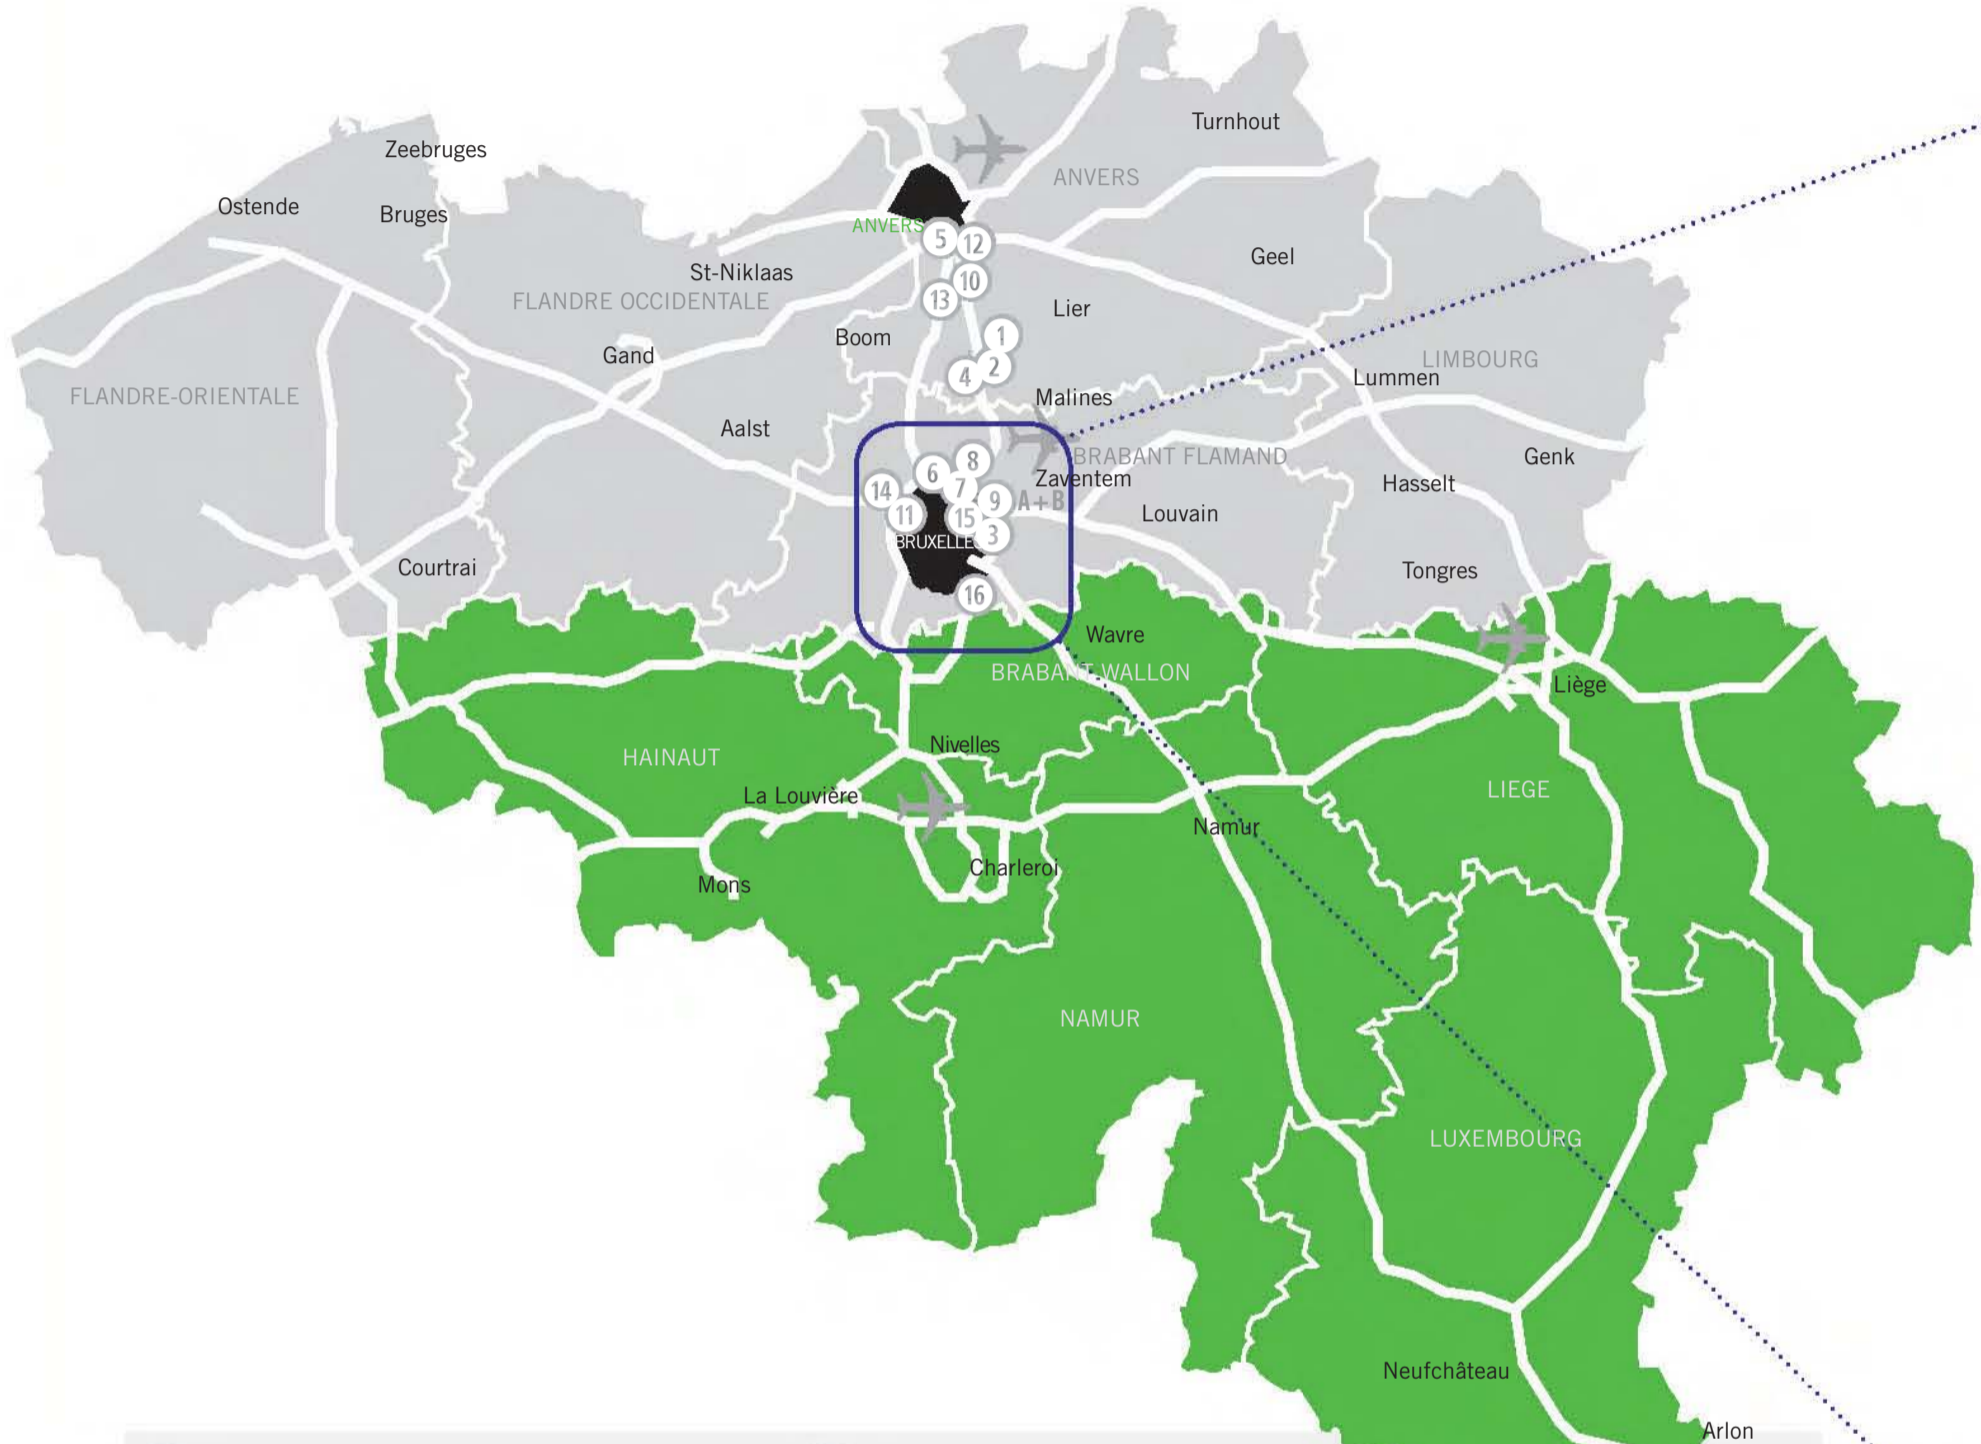 Turnhout
Zeebruges
ANVERS
Ostende
Bruges
ANVERS
5
12
Geel
St-Niklaas
10
FLANDRE OCCIDENTALE
13
Lier
Boom
1
Gand
2
LIMBOURG
4
Lummen
FLANDRE-ORIENTALE
Malines
Aalst
8
BRABANT FLAMAND
Genk
6
Zaventem
14
7
Hasselt
9
A+B
11
15
Louvain
3
BRUXELLE
Courtrai
Tongres
16
Wavre
BRABANT WALLON
Liège
Nivelles
HAINAUT
LIEGE
La Louvière
Namur
Charleroi
Mons
NAMUR
LUXEMBOURG
Neufchâteau
Arlon